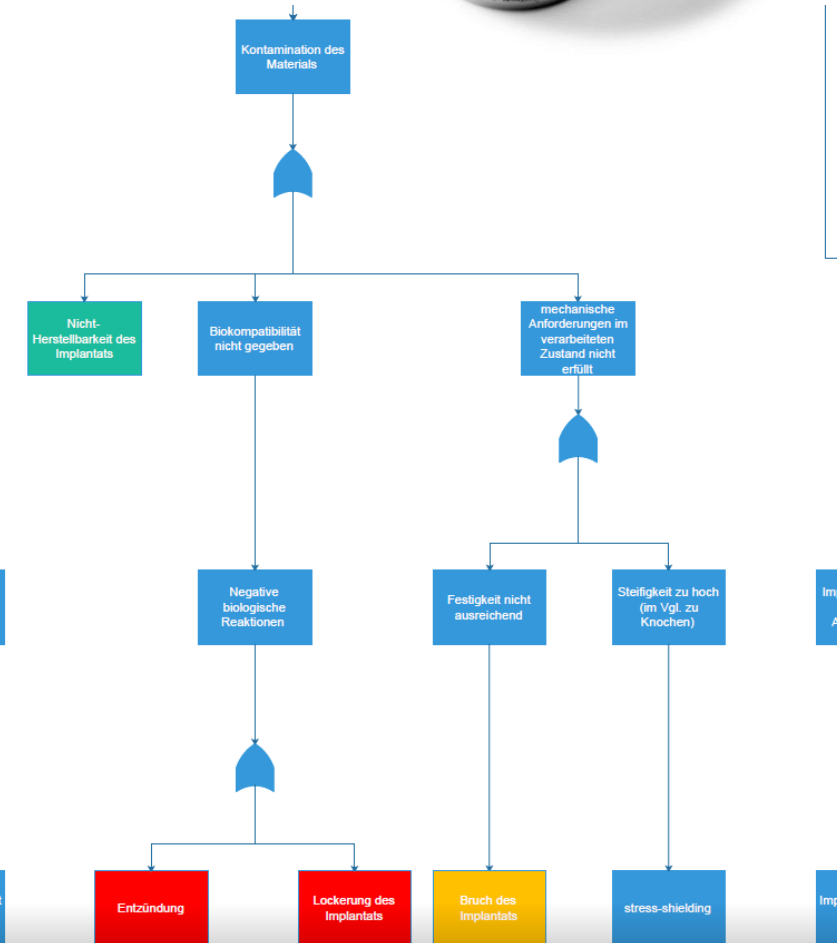 Kontamination des
Materials
Nicht-
Herstellbarkeit des
Implantats
Biokompatibilität
nicht gegeben
mechanische
Anforderungen im
verarbeiteten
Zustand nicht
erfüllt
Negative
biologische
Reaktionen
Festigkeit nicht
ausreichend
Steifigkeit zu hoch
(im Vgl. zu
Knochen)
Entzündung
Lockerung des
Implantats
Bruch des
Implantats
stress-shielding